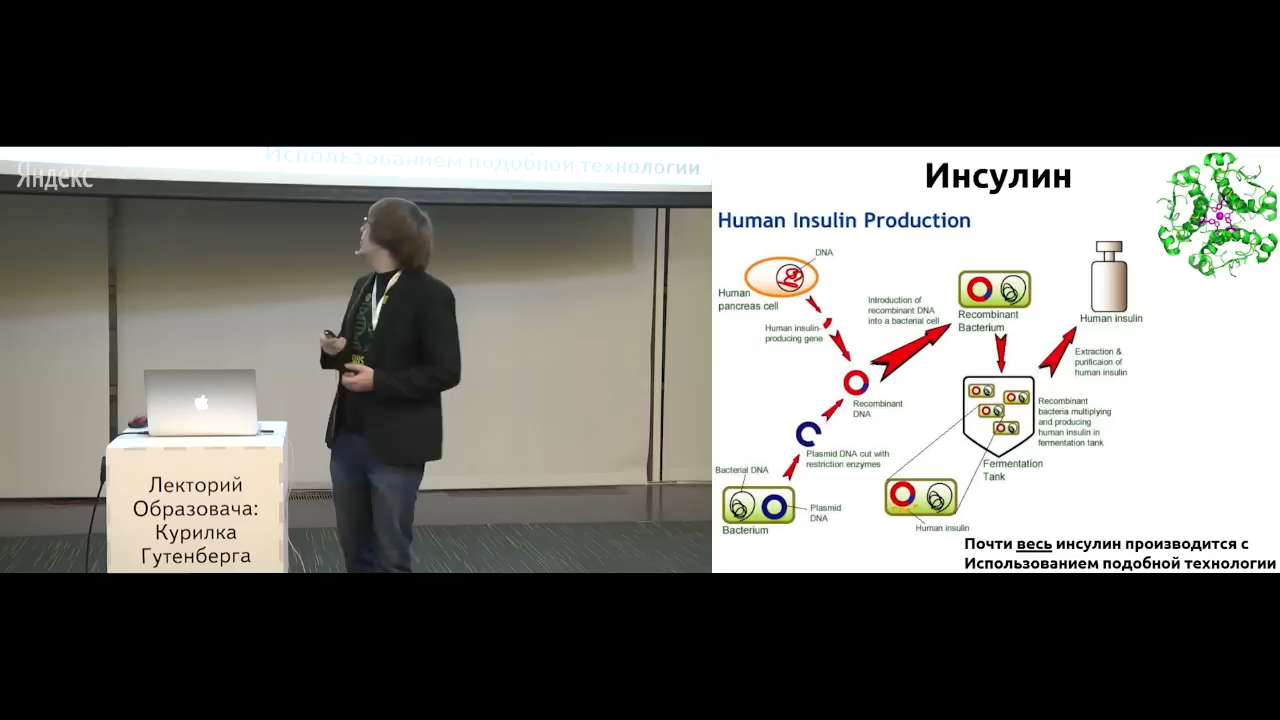 Использованием подобной технологии
Яндекс
Лекторий
Образовача:
Курилка
Гутенберга
Инсулин
Human Insulin Production
DNA
Human
pancreas cell
Human insulin-
producing gene
Introduction of
recombinant DNA
into a bacterial cell
Recombinant
Bacterium
Human insulin
Extraction &
purificaion of
human insulin
Recombinant
DNA
Recombinant
bacteria multiplying
and producing
human insulin in
fermentation tank
Plasmid DNA cut with
restriction enzymes
Fermentation
Tank
Bacterial DNA
Plasmid
DNA
Bacterium
Human insulin
Почти весь инсулин производится с
Использованием подобной технологии